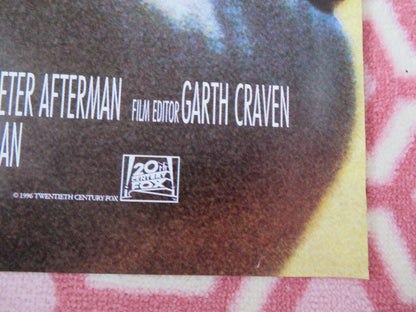 ETER AFTERMAN FILM EDITOR GARTH CRAVEN
AN
20TH
CENTURY
FOX
© 1996 TWENTIETH CENTURY FOX